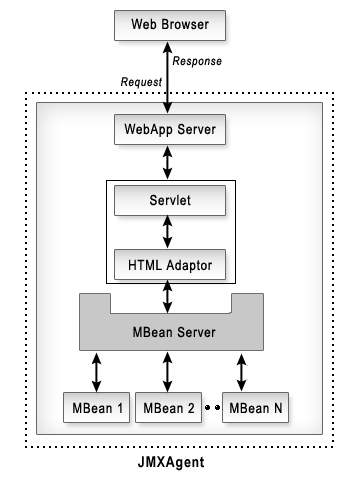 Web Browser
Response
Request
WebApp Server
Servlet
HTML Adaptor
MBean Server
MBean 1
MBean 2
MBean N
JMXAgent